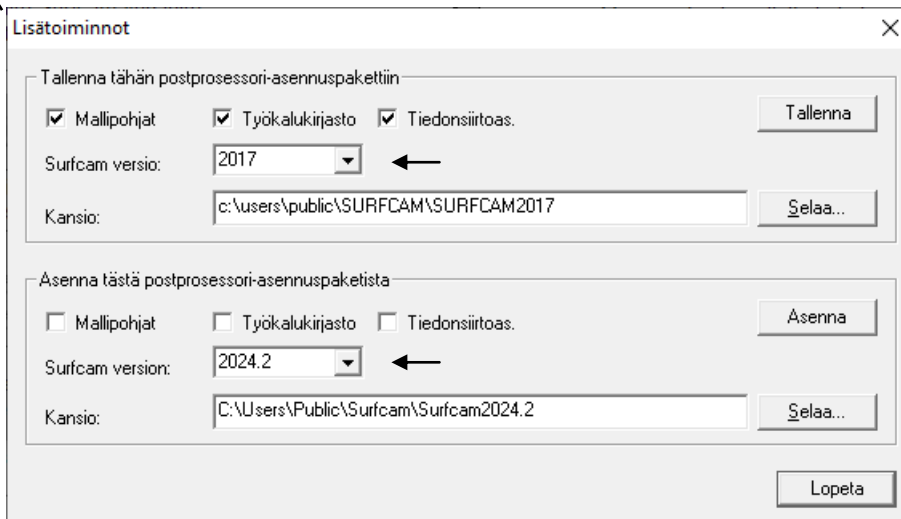 Lisätoiminnot
Tallenna tähän postprosessori-asennuspakettiin
Mallipohjat Työkalukirjasto Tiedonsiirtoas. Tallenna
Surfcam versio: 2017
Kansio: c:\users\public\SURFCAM\SURFCAM2017 Selaa...
Asenna tästä postprosessori-asennuspaketista
Mallipohjat Työkalukirjasto Tiedonsiirtoas. Asenna
Surfcam version: 2024.2
Kansio: C:\Users\Public\Surfcam\Surfcam2024.2 Selaa...
Lopeta